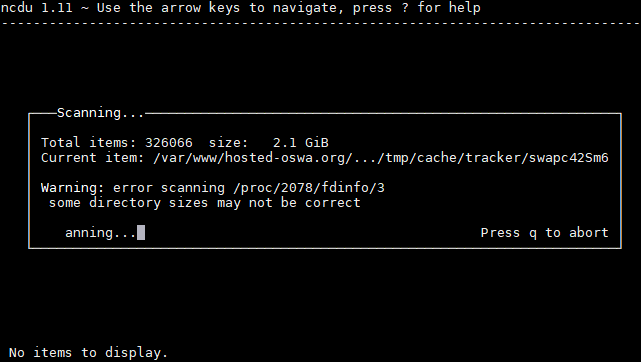 ncdu 1.11 ~ Use the arrow keys to navigate, press ? for help
Scanning...
Total items: 326066  size:   2.1 GiB
Current item: /var/www/hosted-oswa.org/.../tmp/cache/tracker/swapc42Sm6
Warning: error scanning /proc/2078/fdinfo/3
some directory sizes may not be correct
anning... Press q to abort
No items to display.